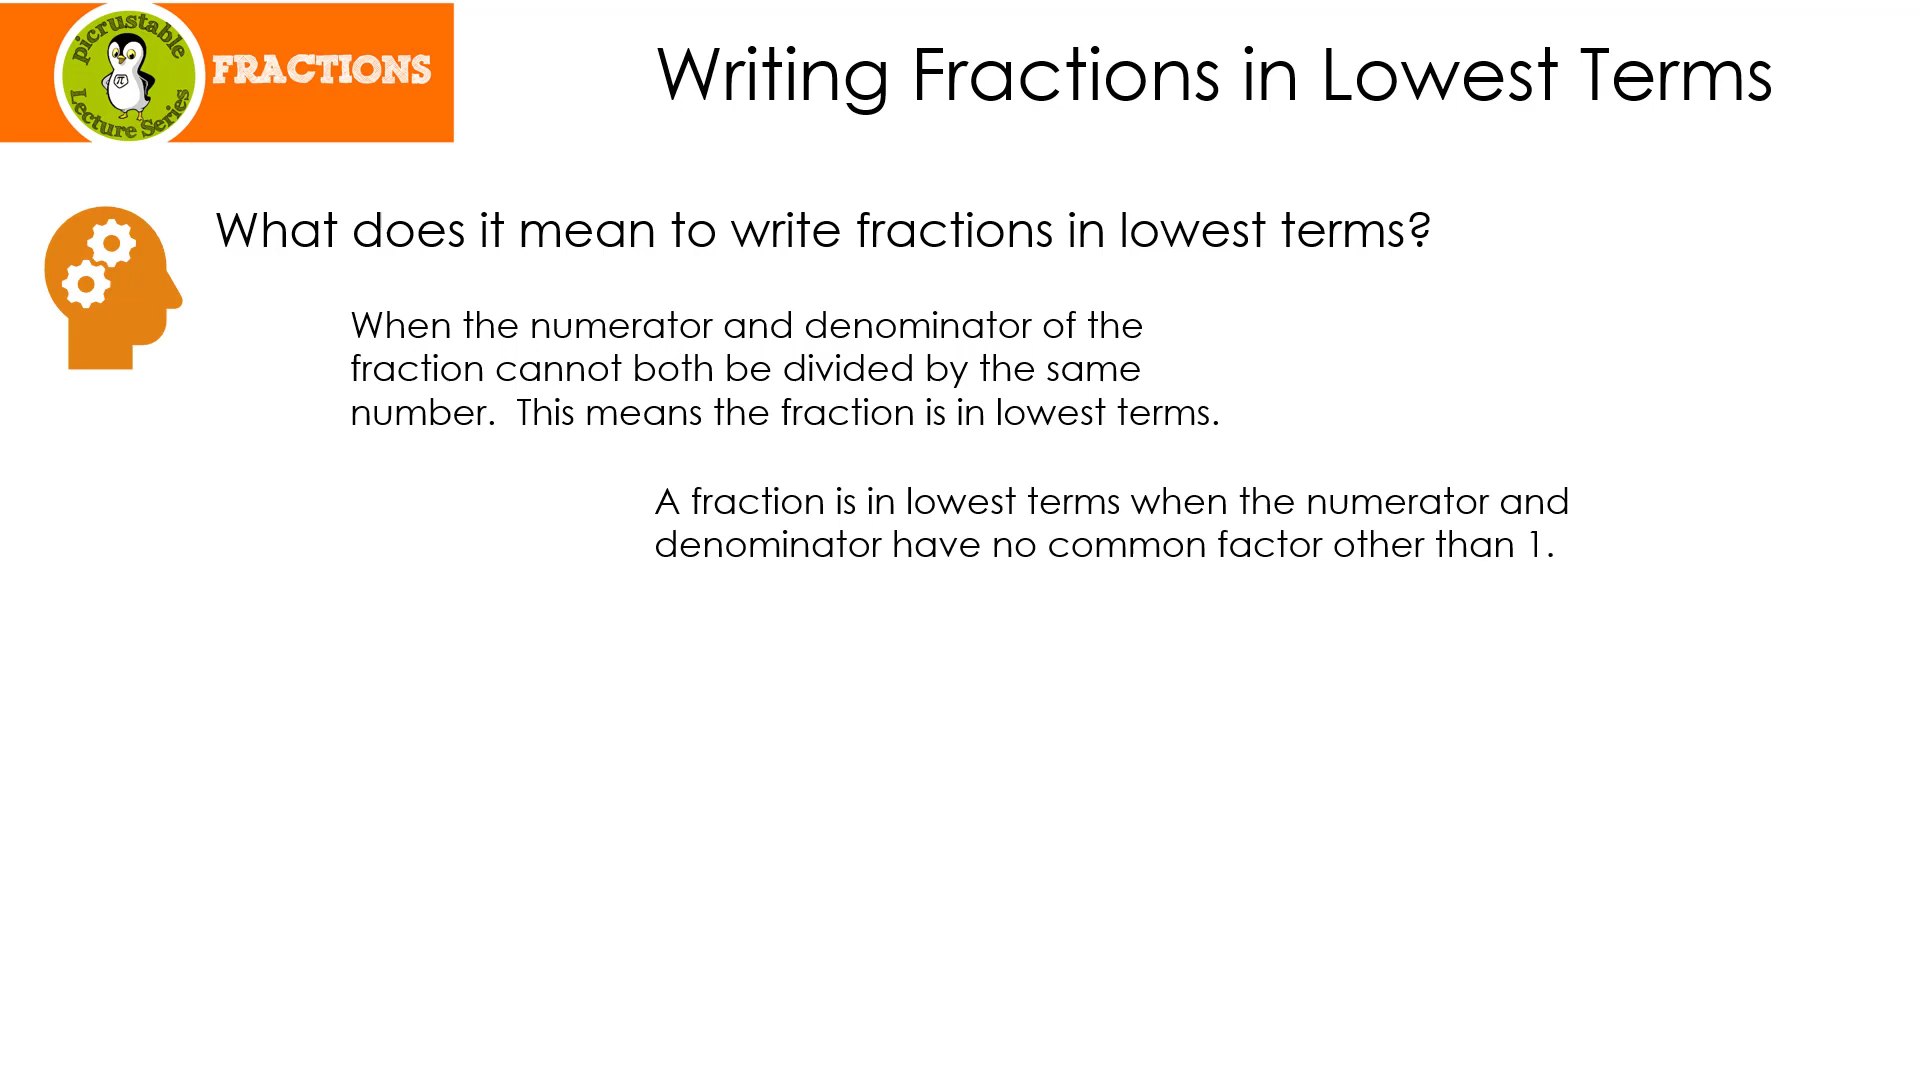 picrustable
Lecture Series
π
FRACTIONS
Writing Fractions in Lowest Terms
What does it mean to write fractions in lowest terms?
When the numerator and denominator of the
fraction cannot both be divided by the same
number.  This means the fraction is in lowest terms.
A fraction is in lowest terms when the numerator and
denominator have no common factor other than 1.